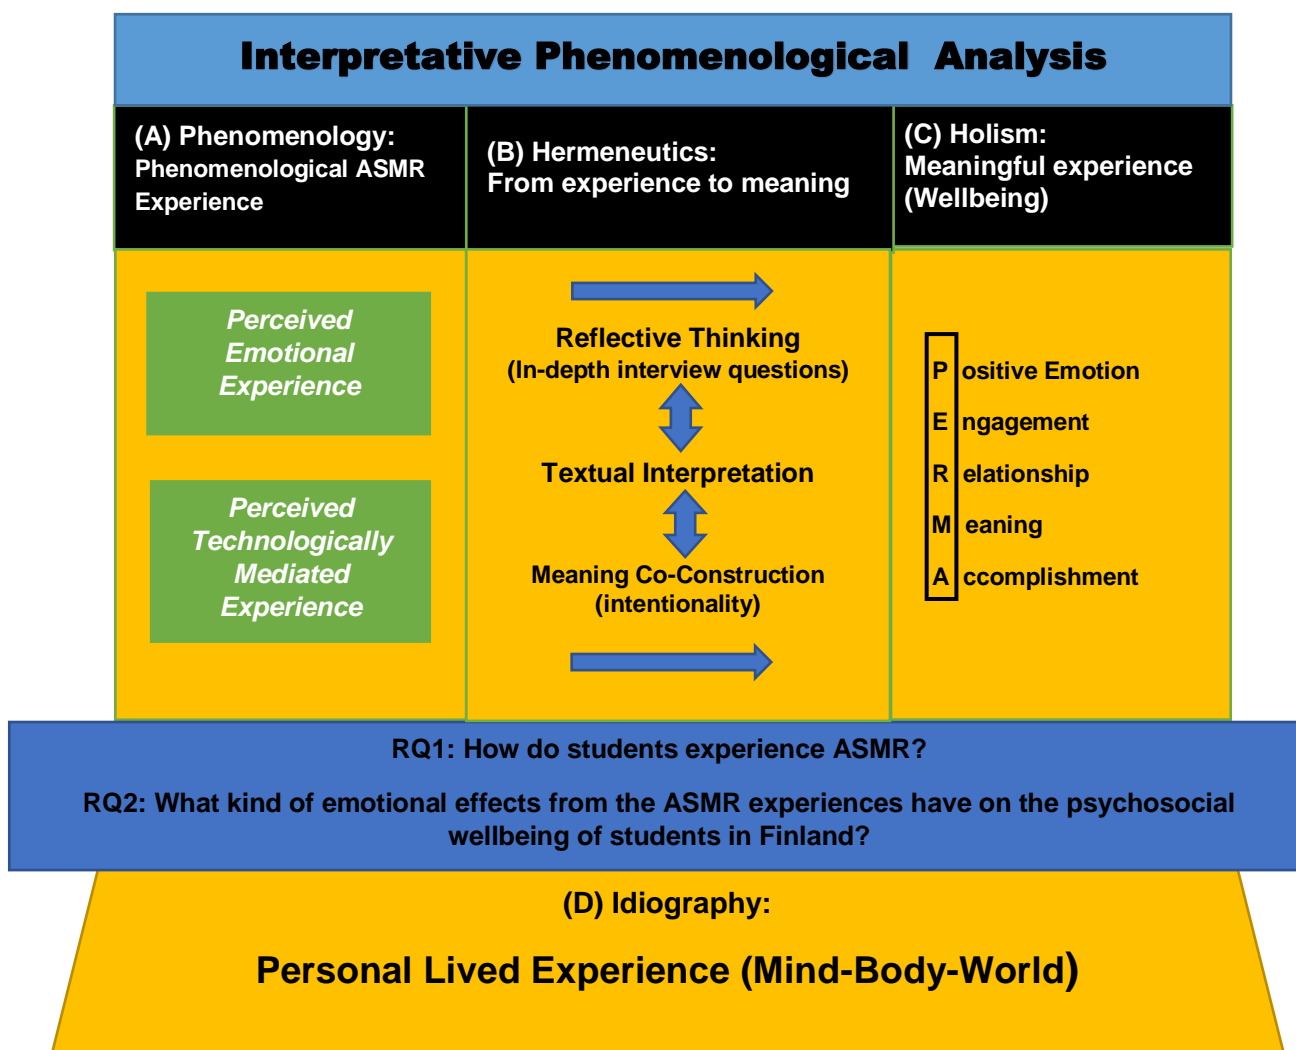 Interpretative Phenomenological Analysis
(A) Phenomenology:
Phenomenological ASMR
Experience
(B) Hermeneutics:
From experience to meaning
(C) Holism:
Meaningful experience
(Wellbeing)
Perceived
Emotional
Experience
Perceived
Technologically
Mediated
Experience
Reflective Thinking
(In-depth interview questions)
Textual Interpretation
Meaning Co-Construction
(intentionality)
P ositive Emotion
E ngagement
R elationship
M eaning
A ccomplishment
RQ1: How do students experience ASMR?
RQ2: What kind of emotional effects from the ASMR experiences have on the psychosocial
wellbeing of students in Finland?
(D) Idiography:
Personal Lived Experience (Mind-Body-World)